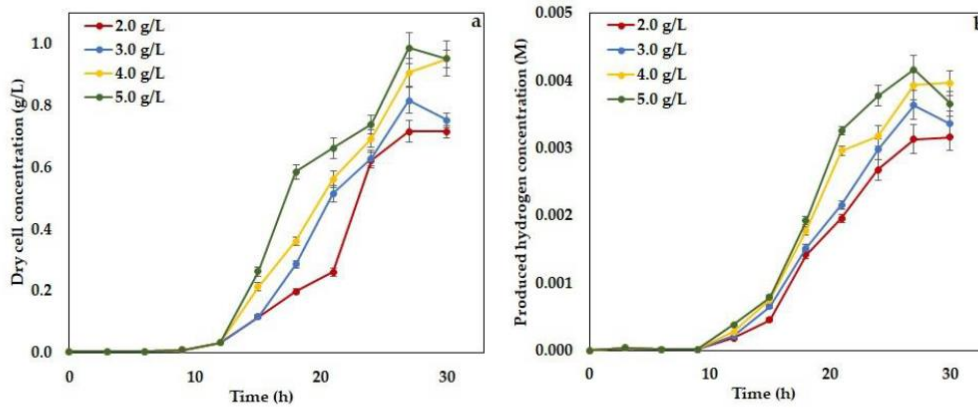 a
2.0 g/L
3.0 g/L
4.0 g/L
5.0 g/L
1.0
0.8
0.6
0.4
0.2
0.0
Dry cell concentration (g/L)
0 10 20 30
Time (h)
0.005
2.0 g/L
3.0 g/L
4.0 g/L
5.0 g/L
0.004
0.003
0.002
0.001
0.000
Produced hydrogen concentration (M)
0 10 20 30
Time (h)